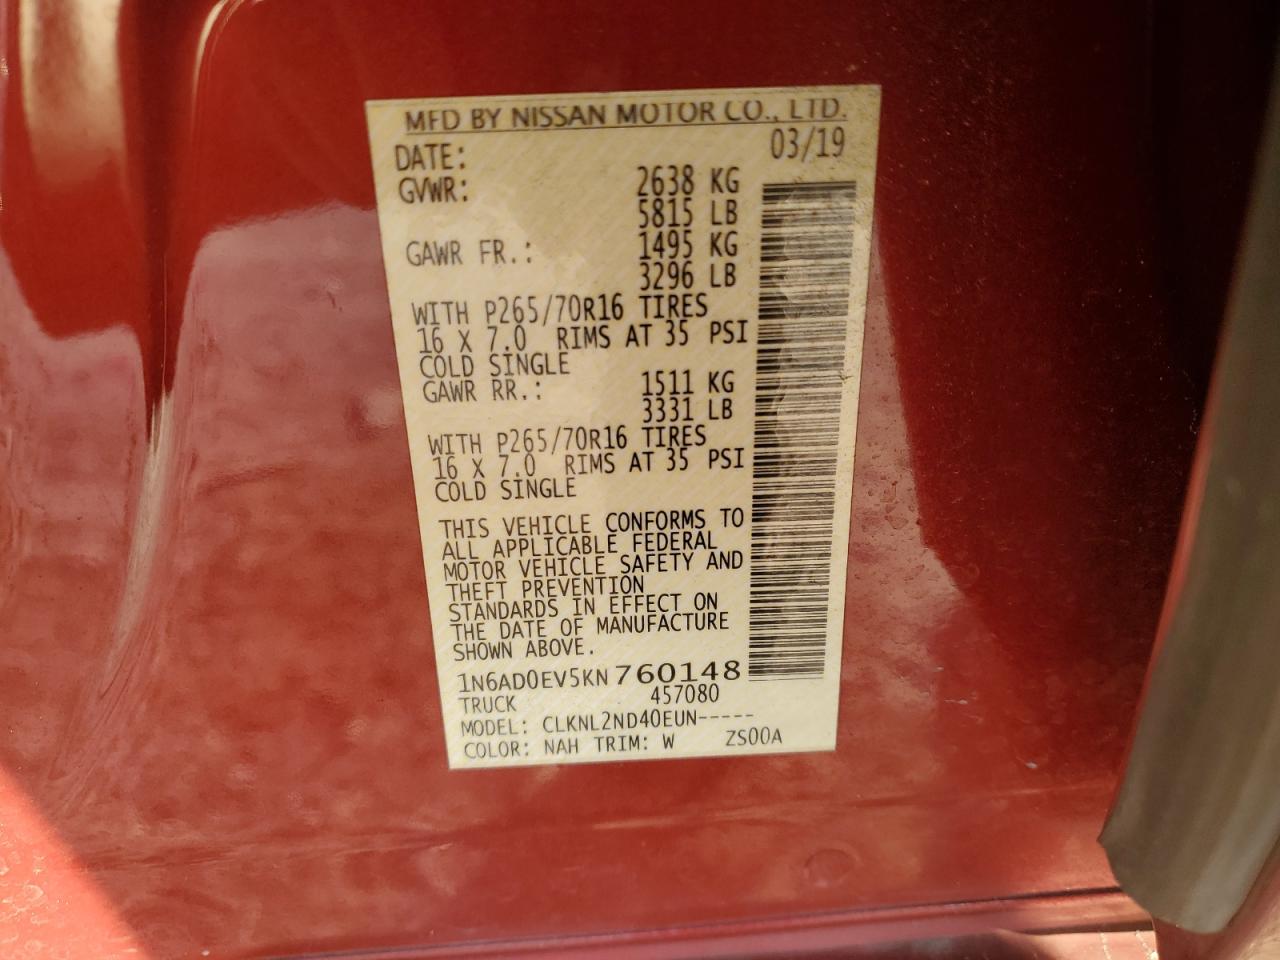 MFD BY NISSAN MOTOR CO., LTD.
DATE: 03/19
GVWR: 2638 KG
5815 LB
GAWR FR.: 1495 KG
3296 LB
WITH P265/70R16 TIRES
16 X 7.0 RIMS AT 35 PSI
COLD SINGLE
GAWR RR.: 1511 KG
3331 LB
WITH P265/70R16 TIRES
16 X 7.0 RIMS AT 35 PSI
COLD SINGLE
THIS VEHICLE CONFORMS TO
ALL APPLICABLE FEDERAL
MOTOR VEHICLE SAFETY AND
THEFT PREVENTION
STANDARDS IN EFFECT ON
THE DATE OF MANUFACTURE
SHOWN ABOVE.
1N6AD0EV5KN760148
TRUCK 457080
MODEL: CLKNL2ND40EUN-----
COLOR: NAH TRIM: W ZS00A